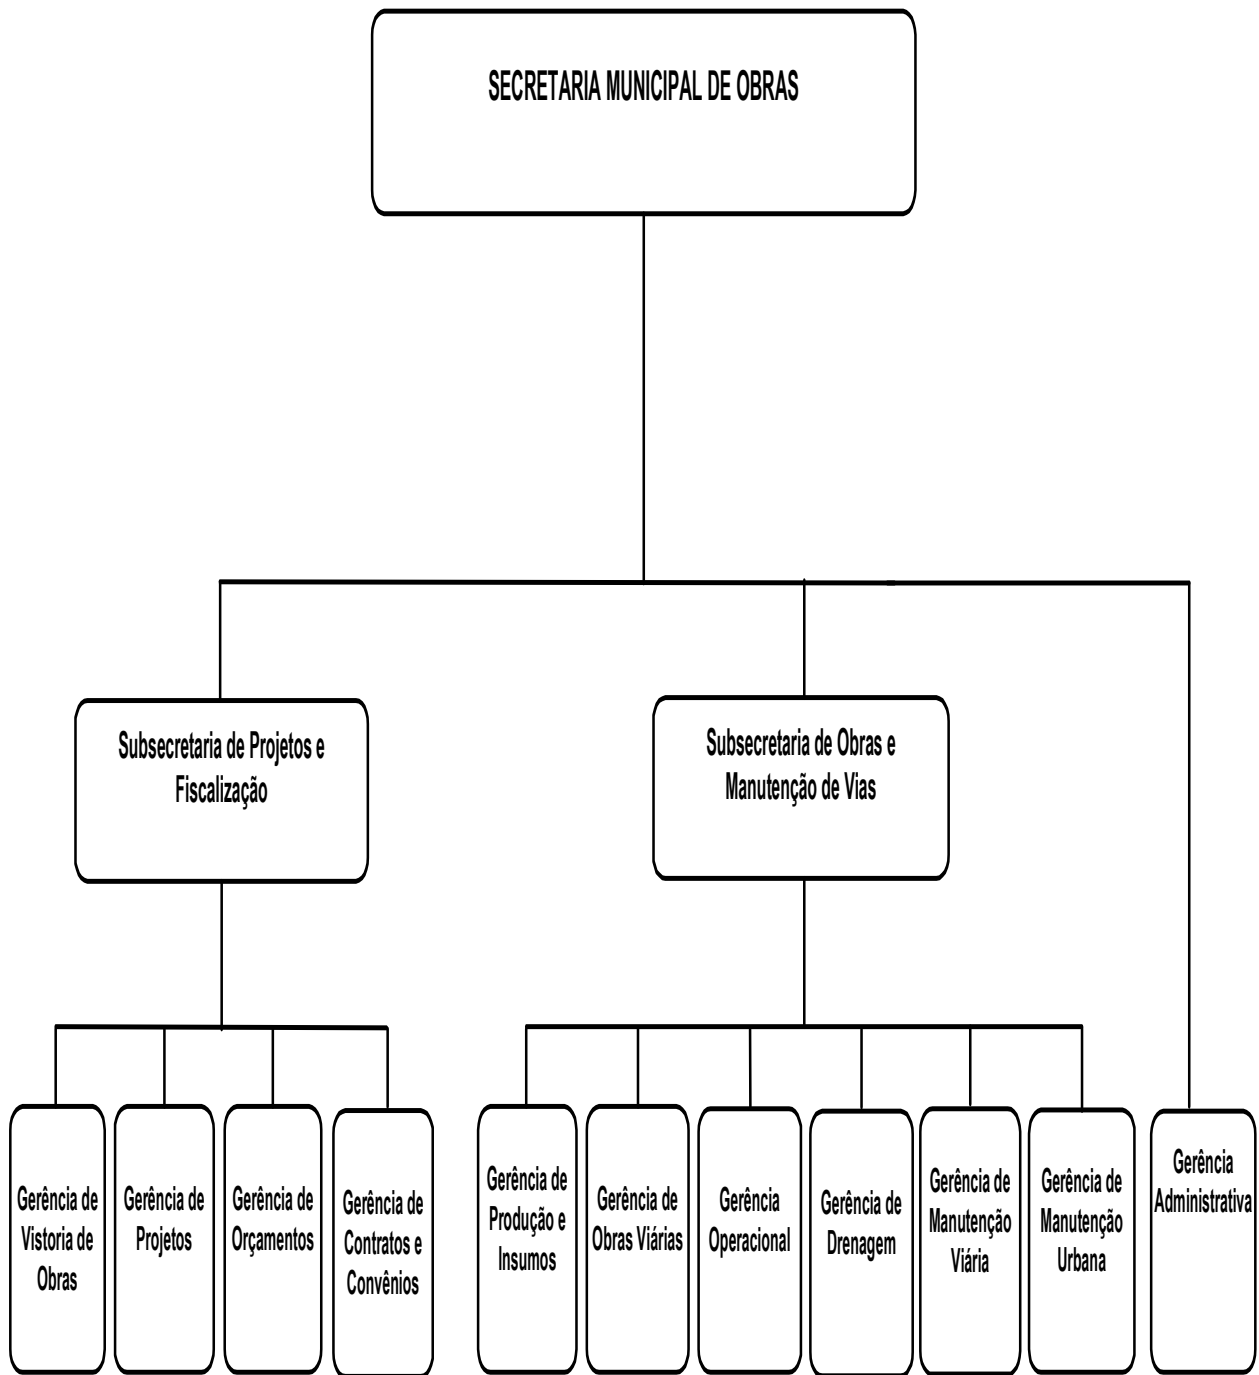 SECRETARIA MUNICIPAL DE OBRAS
Subsecretaria de Projetos e
Fiscalização
Subsecretaria de Obras e
Manutenção de Vias
Gerência de
Vistoria de
Obras
Gerência de
Projetos
Gerência de
Orçamentos
Gerência de
Contratos e
Convênios
Gerência de
Produção e
Insumos
Gerência de
Obras Viárias
Gerência
Operacional
Gerência de
Drenagem
Gerência de
Manutenção
Viária
Gerência de
Manutenção
Urbana
Gerência
Administrativa